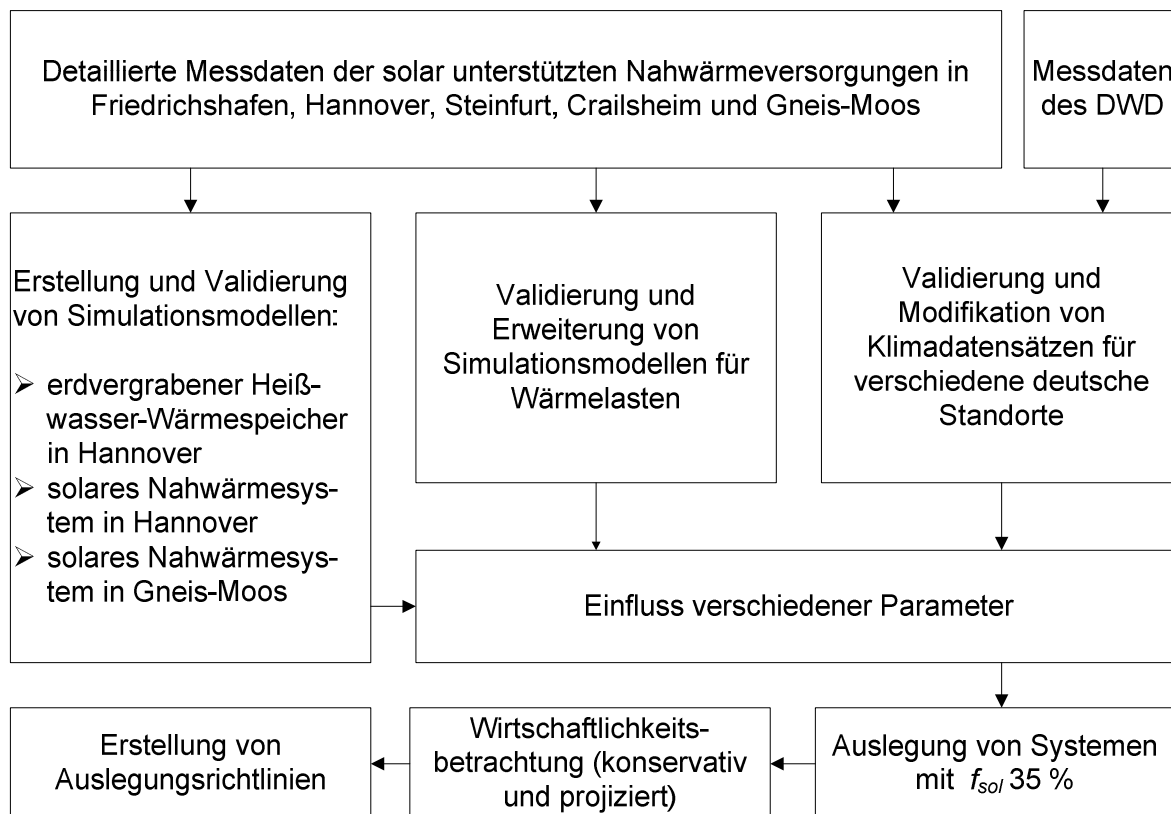 Detaillierte Messdaten der solar unterstützten Nahwärmeversorgungen in
Friedrichshafen, Hannover, Steinfurt, Crailsheim und Gneis-Moos
Messdaten
des DWD
Erstellung und Validierung
von Simulationsmodellen:
➢ erdvergrabener Heiß-
wasser-Wärmespeicher
in Hannover
➢ solares Nahwärmesys-
tem in Hannover
➢ solares Nahwärmesys-
tem in Gneis-Moos
Validierung und
Erweiterung von
Simulationsmodellen für
Wärmelasten
Validierung und
Modifikation von
Klimadatensätzen für
verschiedene deutsche
Standorte
Einfluss verschiedener Parameter
Erstellung von
Auslegungsrichtlinien
Wirtschaftlichkeits-
betrachtung (konservativ
und projiziert)
Auslegung von Systemen
mit f_sol 35 %